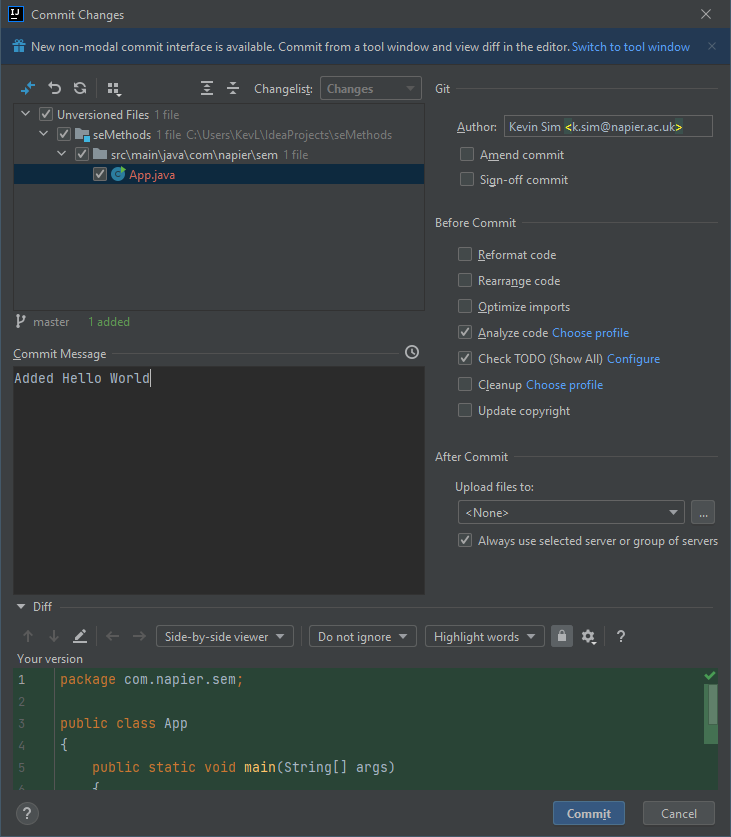 Commit Changes
New non-modal commit interface is available. Commit from a tool window and view diff in the editor. Switch to tool window
Changelist: Changes
Unversioned Files 1 file
seMethods 1 file C:\Users\KevL\IdeaProjects\seMethods
src\main\java\com\napier\sem 1 file
App.java
master 1 added
Commit Message
Added Hello World
Git
Author: Kevin Sim <k.sim@napier.ac.uk>
Amend commit
Sign-off commit
Before Commit
Reformat code
Rearrange code
Optimize imports
Analyze code Choose profile
Check TODO (Show All) Configure
Cleanup Choose profile
Update copyright
After Commit
Upload files to:
<None>
...
Always use selected server or group of servers
Diff
Side-by-side viewer Do not ignore Highlight words ?
Your version
1 package com.napier.sem;
2
3 public class App
4 {
5 public static void main(String[] args)
6 {
? Commit Cancel